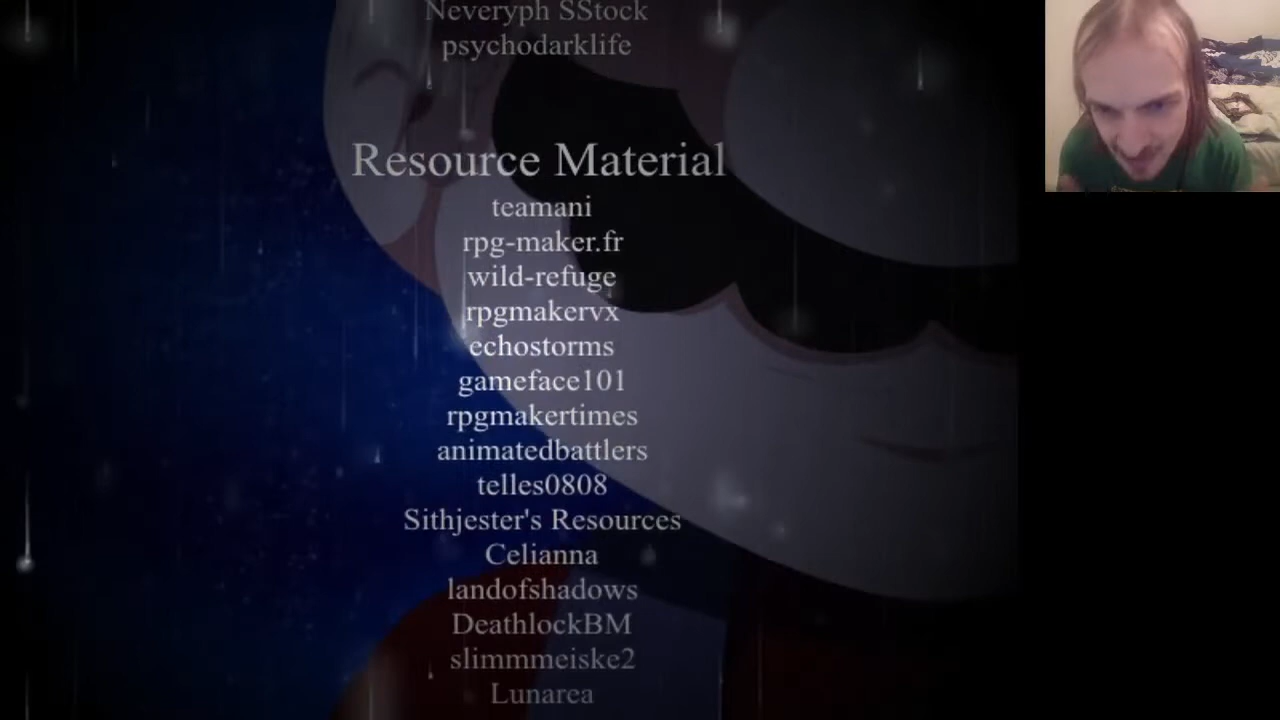 Neveryph SStock
psychodarklife
Resource Material
teamani
rpg-maker.fr
wild-refuge
rpgmakervx
echostorms
gameface101
rpgmakertimes
animatedbattlers
telles0808
Sithjester's Resources
Celianna
landofshadows
DeathlockBM
slimmmeiske2
Lunarea